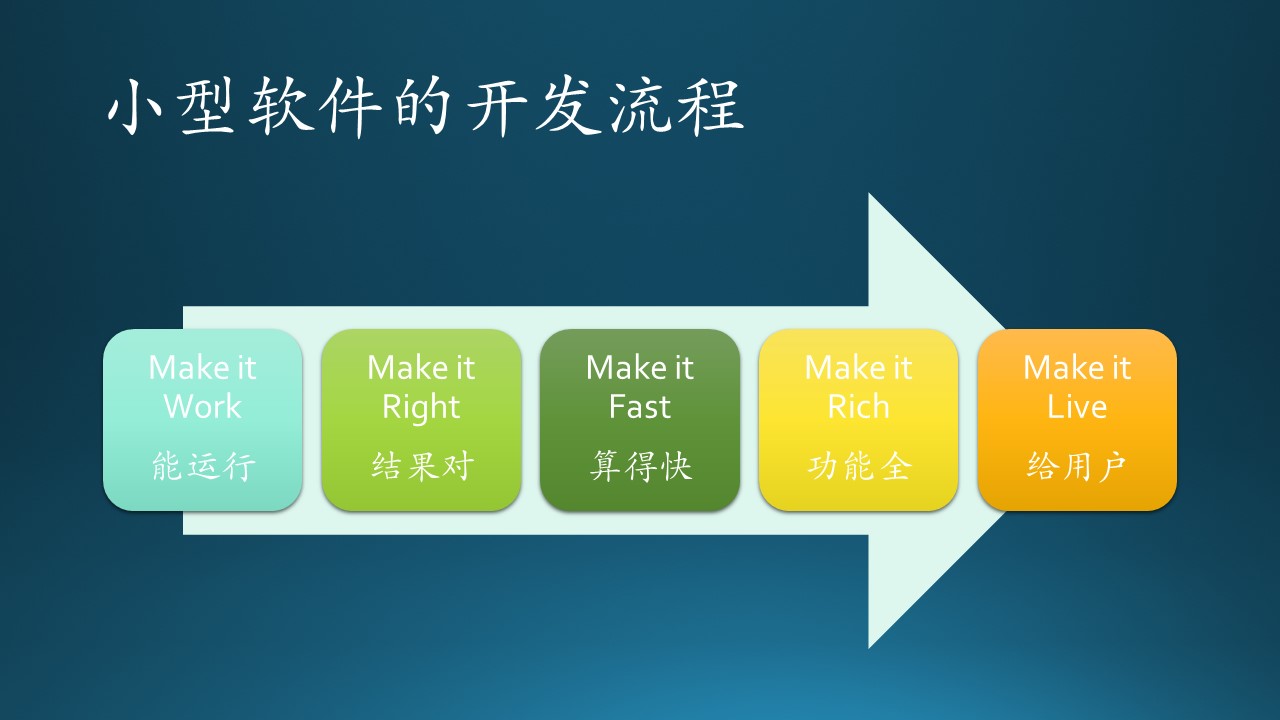 小型软件的开发流程
Make it
Work
能运行
Make it
Right
结果对
Make it
Fast
算得快
Make it
Rich
功能全
Make it
Live
给用户